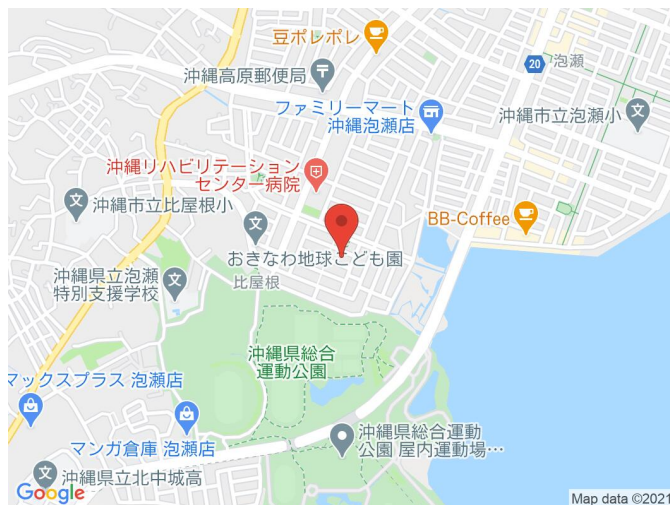 豆ポレポレ
20
泡瀬
沖縄高原郵便局
ファミリーマート
沖縄泡瀬店
沖縄市立泡瀬小
沖縄リハビリテーション
センター病院
沖縄市立比屋根小
BB-Coffee
おきなわ地球こども園
比屋根
沖縄県立泡瀬
特別支援学校
沖縄県総合
運動公園
マックスプラス 泡瀬店
マンガ倉庫 泡瀬店
沖縄県総合運動
公園 屋内運動場…
沖縄県立北中城高
Google
Map data ©2021